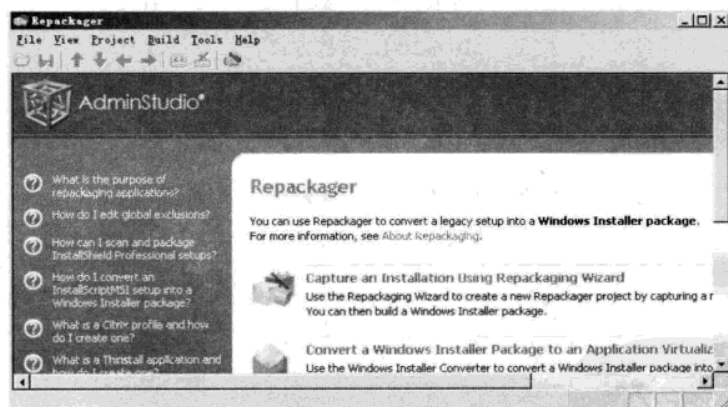 Repackager
File View Project Build Tools Help
AdminStudio®
What is the purpose of
repackaging applications?
How do I edit global exclusions?
How can I scan and package
InstallShield Professional setups?
How do I convert an
InstallScriptMSI setup into a
Windows Installer package?
What is a Citrix profile and how
do I create one?
What is a Thinstall application and
how do I create one?
Repackager
You can use Repackager to convert a legacy setup into a Windows Installer package.
For more information, see About Repackaging.
Capture an Installation Using Repackaging Wizard
Use the Repackaging Wizard to create a new Repackager project by capturing a r
You can then build a Windows Installer package.
Convert a Windows Installer Package to an Application Virtualiz
Use the Windows Installer Converter to convert a Windows Installer package into